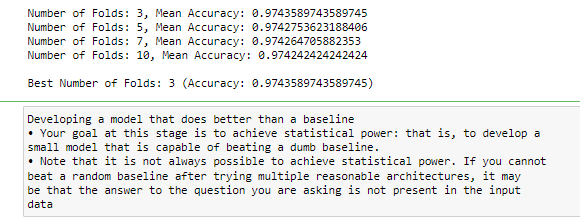 Number of Folds: 3, Mean Accuracy: 0.9743589743589745
Number of Folds: 5, Mean Accuracy: 0.9742753623188406
Number of Folds: 7, Mean Accuracy: 0.974264705882353
Number of Folds: 10, Mean Accuracy: 0.974242424242424
Best Number of Folds: 3 (Accuracy: 0.9743589743589745)
Developing a model that does better than a baseline
• Your goal at this stage is to achieve statistical power: that is, to develop a
small model that is capable of beating a dumb baseline.
• Note that it is not always possible to achieve statistical power. If you cannot
beat a random baseline after trying multiple reasonable architectures, it may
be that the answer to the question you are asking is not present in the input
data